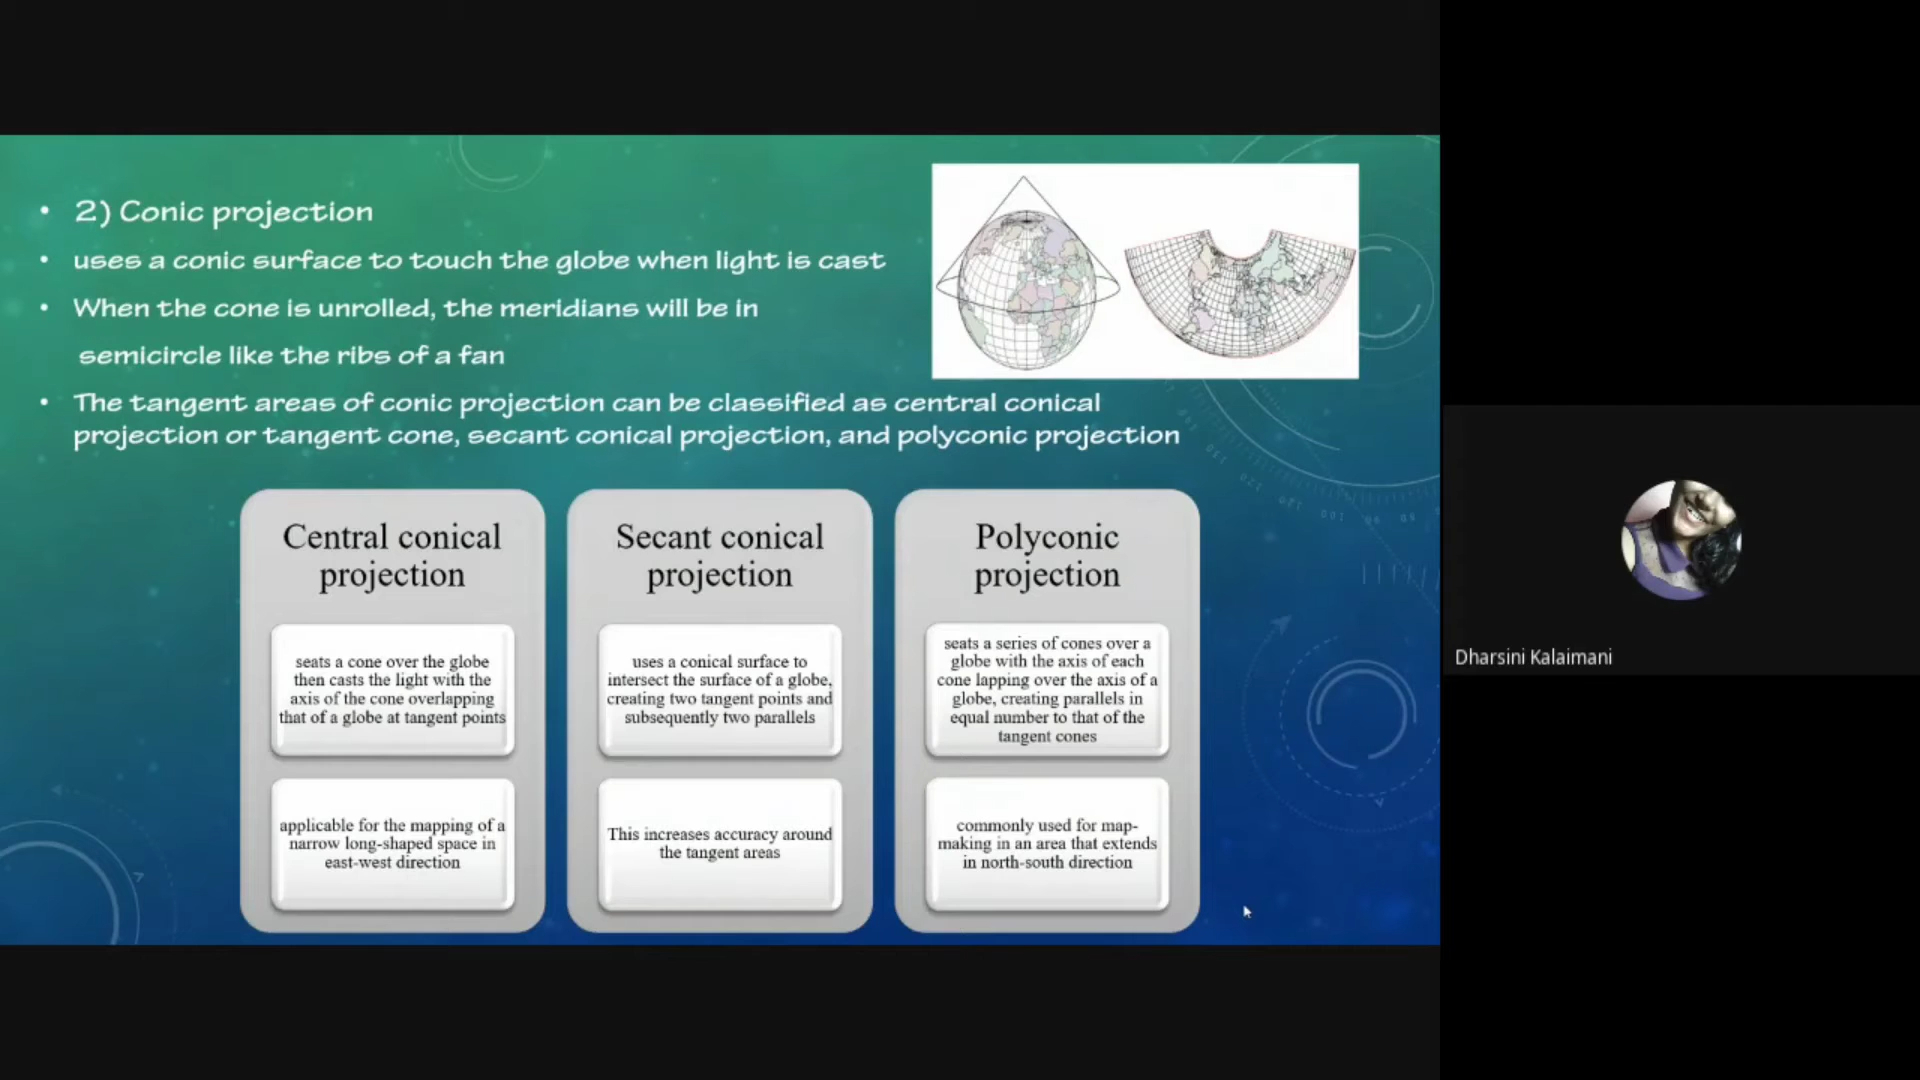 2) Conic projection
uses a conic surface to touch the globe when light is cast
When the cone is unrolled, the meridians will be in
semicircle like the ribs of a fan
The tangent areas of conic projection can be classified as central conical
projection or tangent cone, secant conical projection, and polyconic projection
Central conical
projection
seats a cone over the globe
then casts the light with the
axis of the cone overlapping
that of a globe at tangent points
applicable for the mapping of a
narrow long-shaped space in
east-west direction
Secant conical
projection
uses a conical surface to
intersect the surface of a globe,
creating two tangent points and
subsequently two parallels
This increases accuracy around
the tangent areas
Polyconic
projection
seats a series of cones over a
globe with the axis of each
cone lapping over the axis of a
globe, creating parallels in
equal number to that of the
tangent cones
commonly used for map-
making in an area that extends
in north-south direction
Dharsini Kalaimani